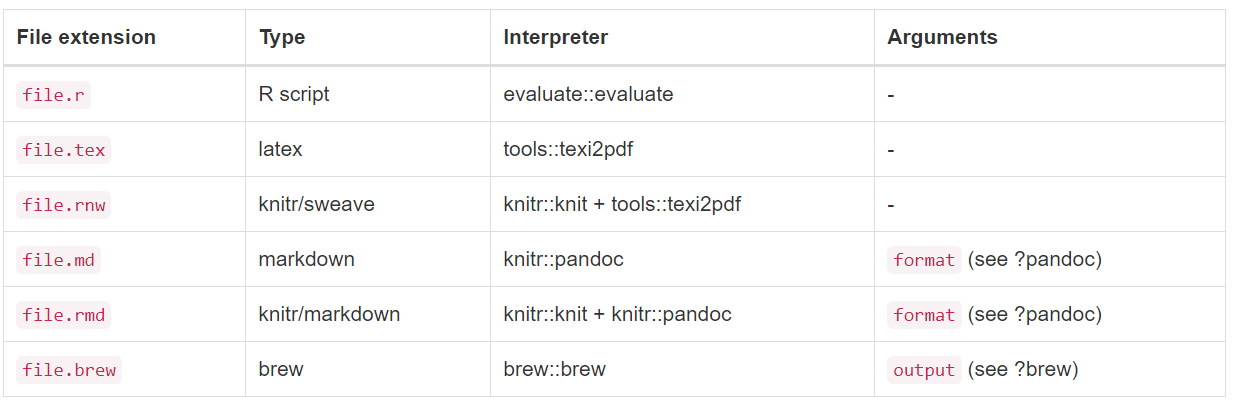 File extension Type Interpreter Arguments
file.r R script evaluate::evaluate -
file.tex latex tools::texi2pdf -
file.rnw knitr/sweave knitr::knit + tools::texi2pdf -
file.md markdown knitr::pandoc format (see ?pandoc)
file.rmd knitr/markdown knitr::knit + knitr::pandoc format (see ?pandoc)
file.brew brew brew::brew output (see ?brew)